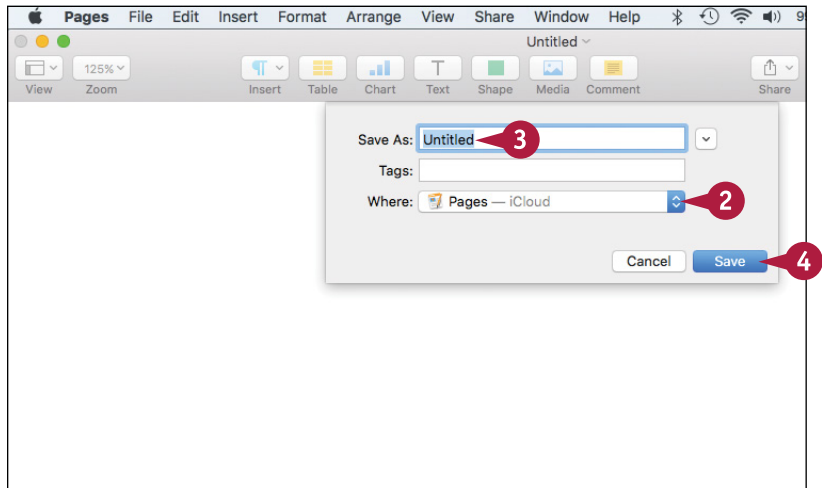 Pages File Edit Insert Format Arrange View Share Window Help 9
Untitled
125%
View Zoom Insert Table Chart Text Shape Media Comment Share
Save As: Untitled 3
Tags:
Where: Pages — iCloud 2
Cancel Save 4